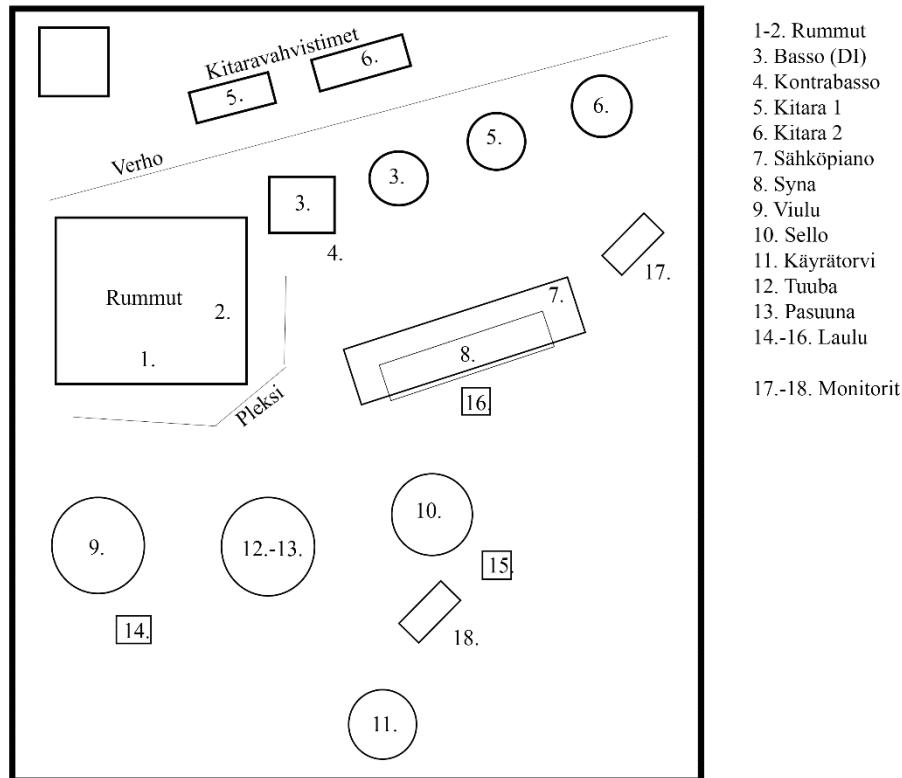 Kitaravahvistimet
5.
6.
Verho
3.
3.
5.
6.
4.
17.
Rummut
2.
1.
7.
8.
16.
Pleksi
9.
12.-13.
10.
15.
14.
18.
11.
1-2. Rummut
3. Basso (DI)
4. Kontrabasso
5. Kitara 1
6. Kitara 2
7. Sähköpiano
8. Syna
9. Viulu
10. Sello
11. Käyrätorvi
12. Tuuba
13. Pasuuna
14.-16. Laulu
17.-18. Monitorit